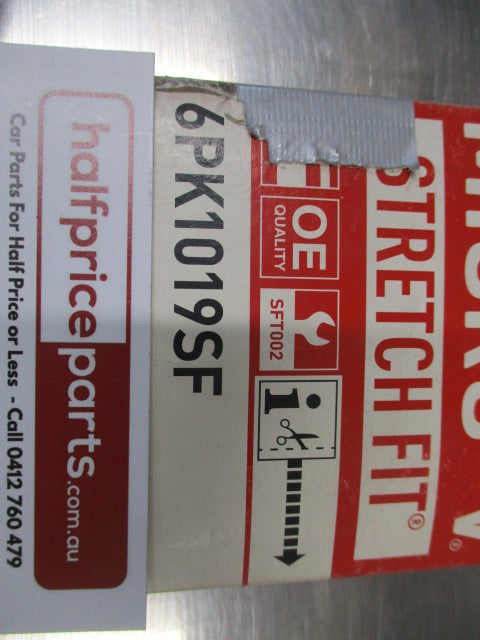 STRETCH FIT®
OE
QUALITY
SFT002
i
6PK1019SF
halfpriceparts.com.au
Car Parts For Half Price or Less - Call 0412 760 479